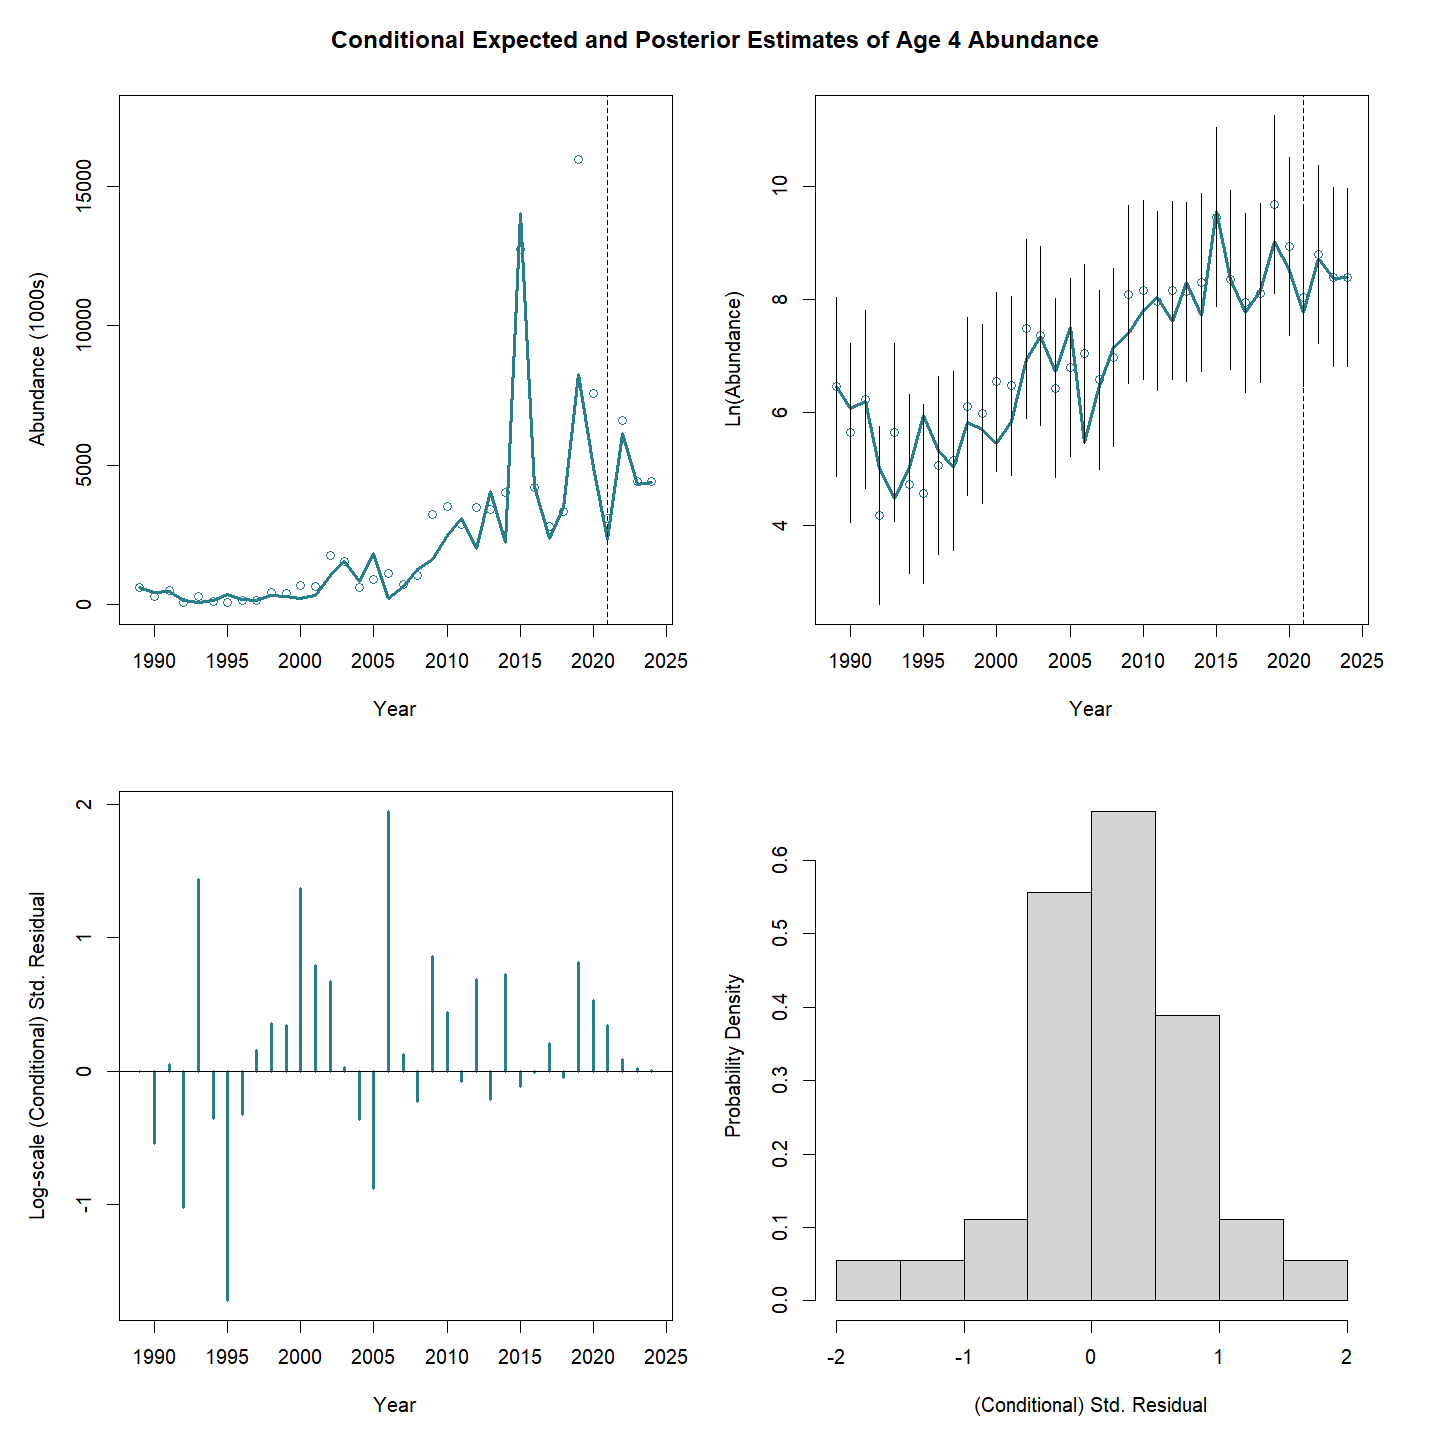 Conditional Expected and Posterior Estimates of Age 4 Abundance
Abundance (1000s)
15000
10000
5000
0
1990 1995 2000 2005 2010 2015 2020 2025
Year
Ln(Abundance)
10
8
6
4
1990 1995 2000 2005 2010 2015 2020 2025
Year
Log-scale (Conditional) Std. Residual
2
1
0
-1
1990 1995 2000 2005 2010 2015 2020 2025
Year
Probability Density
0.6
0.5
0.4
0.3
0.2
0.1
0.0
-2 -1 0 1 2
(Conditional) Std. Residual